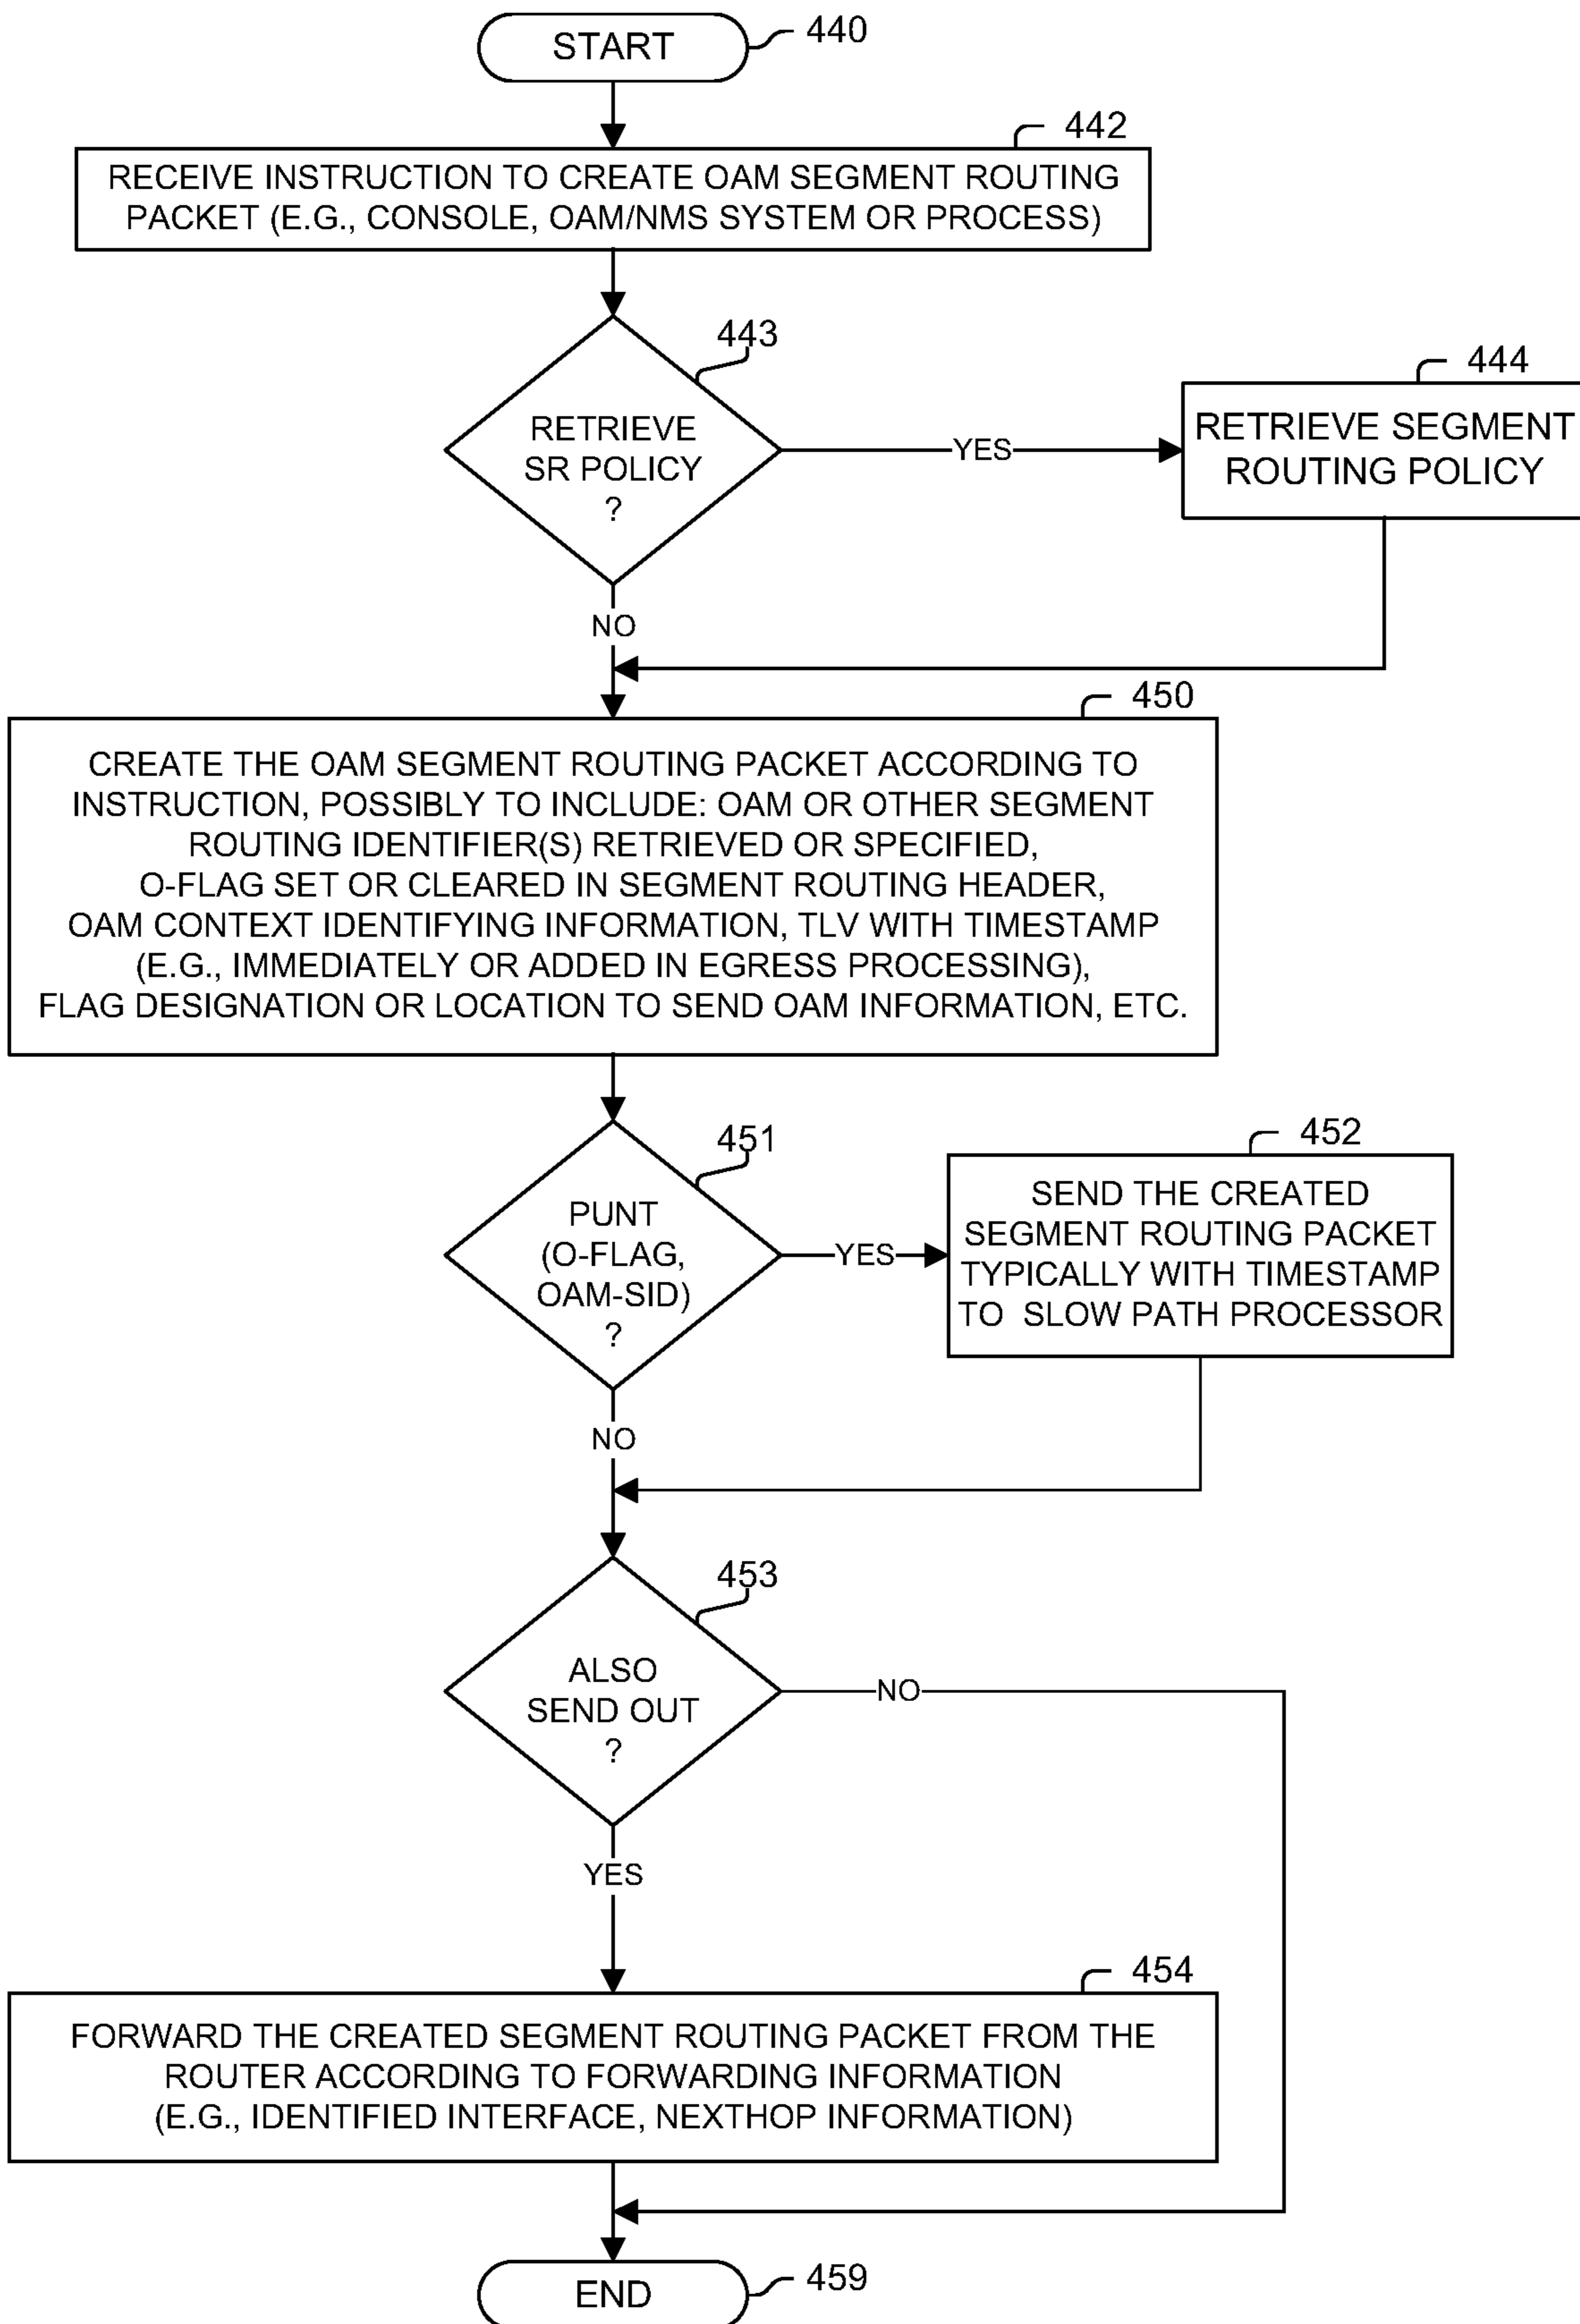 START
440
442
RECEIVE INSTRUCTION TO CREATE OAM SEGMENT ROUTING
PACKET (E.G., CONSOLE, OAM/NMS SYSTEM OR PROCESS)
443
RETRIEVE
SR POLICY
?
YES
444
RETRIEVE SEGMENT
ROUTING POLICY
NO
450
CREATE THE OAM SEGMENT ROUTING PACKET ACCORDING TO
INSTRUCTION, POSSIBLY TO INCLUDE: OAM OR OTHER SEGMENT
ROUTING IDENTIFIER(S) RETRIEVED OR SPECIFIED,
O-FLAG SET OR CLEARED IN SEGMENT ROUTING HEADER,
OAM CONTEXT IDENTIFYING INFORMATION, TLV WITH TIMESTAMP
(E.G., IMMEDIATELY OR ADDED IN EGRESS PROCESSING),
FLAG DESIGNATION OR LOCATION TO SEND OAM INFORMATION, ETC.
451
PUNT
(O-FLAG,
OAM-SID)
?
YES
452
SEND THE CREATED
SEGMENT ROUTING PACKET
TYPICALLY WITH TIMESTAMP
TO SLOW PATH PROCESSOR
NO
453
ALSO
SEND OUT
?
NO
YES
454
FORWARD THE CREATED SEGMENT ROUTING PACKET FROM THE
ROUTER ACCORDING TO FORWARDING INFORMATION
(E.G., IDENTIFIED INTERFACE, NEXTHOP INFORMATION)
END
459